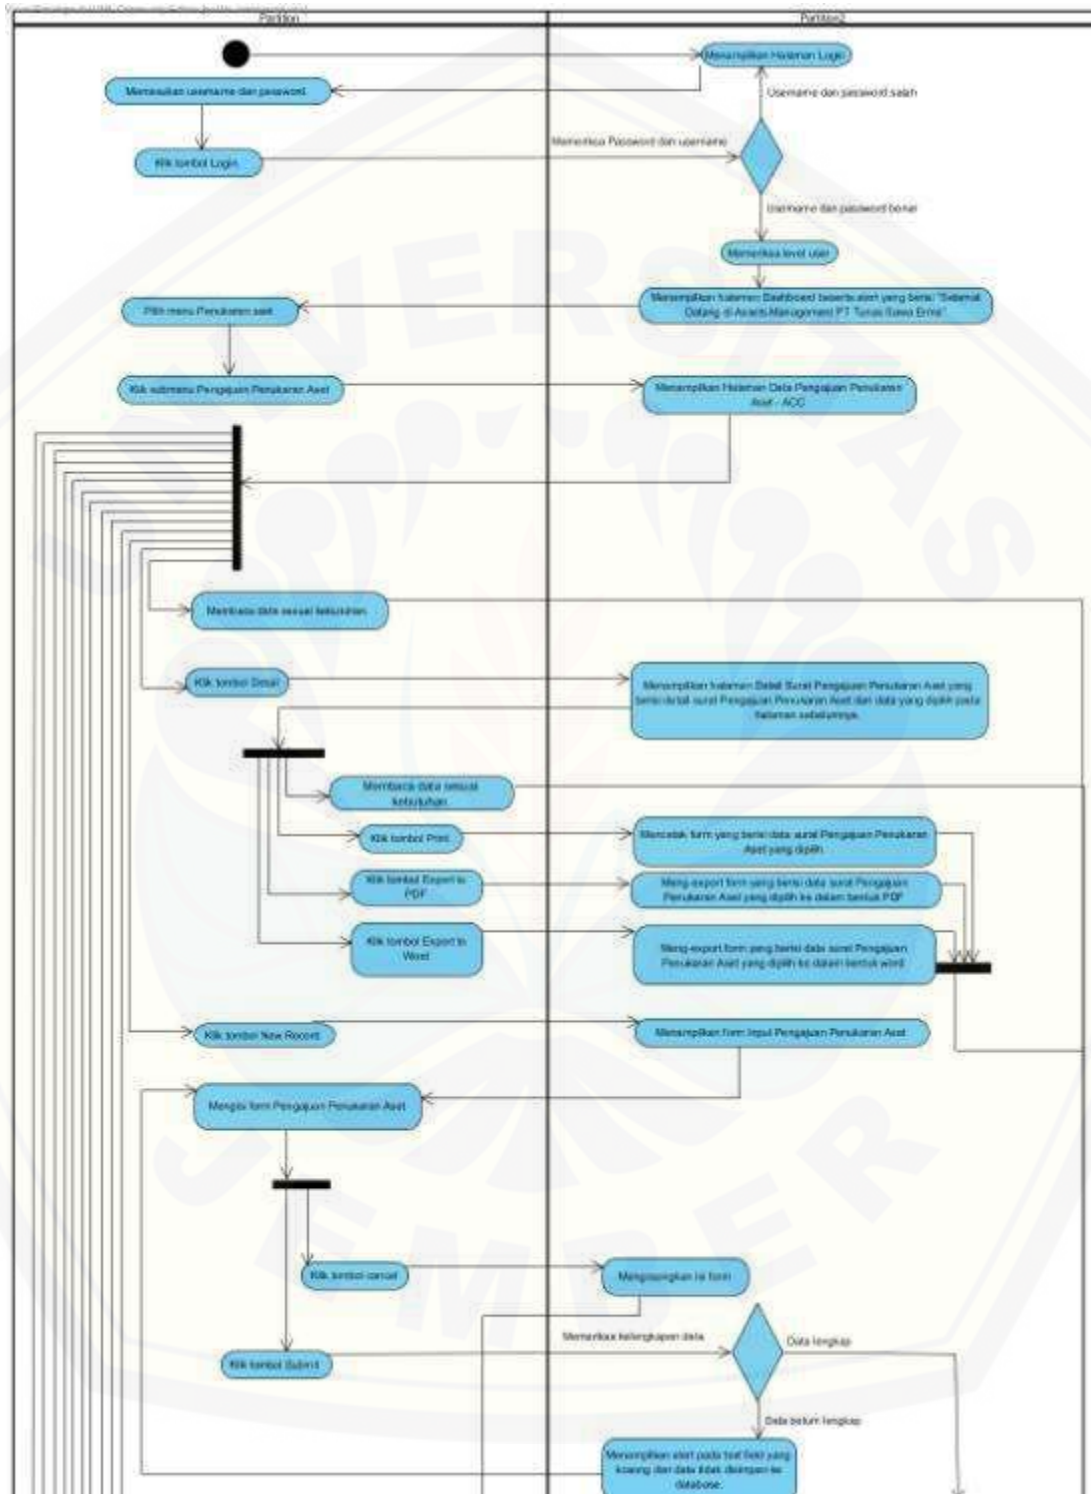 Partition
Partition2
Menampilkan Halaman Login
Memasukan username dan password
Username dan password salah
Memeriksa Password dan username
Klik tombol Login
Username dan password benar
Memeriksa level user
Menampilkan halaman Dashboard beserta alert yang berisi "Selamat
Datang di Assets Management PT Tunas Sawa Erma"
Pilih menu Penukaran aset
Klik submenu Pengajuan Penukaran Aset
Menampilkan Halaman Data Pengajuan Penukaran
Aset - ACC
Membaca data sesuai kebutuhan
Klik tombol Detail
Menampilkan halaman Detail Surat Pengajuan Penukaran Aset yang
berisi detail surat Pengajuan Penukaran Aset dari data yang dipilih pada
halaman sebelumnya.
Membaca data sesuai
kebutuhan
Klik tombol Print
Mencetak form yang berisi data surat Pengajuan Penukaran
Aset yang dipilih
Klik tombol Export to
PDF
Meng-export form yang berisi data surat Pengajuan
Penukaran Aset yang dipilih ke dalam bentuk PDF
Klik tombol Export to
Word
Meng-export form yang berisi data surat Pengajuan
Penukaran Aset yang dipilih ke dalam bentuk word
Klik tombol New Record
Menampilkan form Input Pengajuan Penukaran Aset
Mengisi form Pengajuan Penukaran Aset
Klik tombol cancel
Mengosongkan isi form
Memeriksa kelengkapan data
Data lengkap
Klik tombol Submit
Data belum lengkap
Menampilkan alert pada text field yang
kosong dan data tidak disimpan ke
database.
UNIVERSITAS
JEMBER